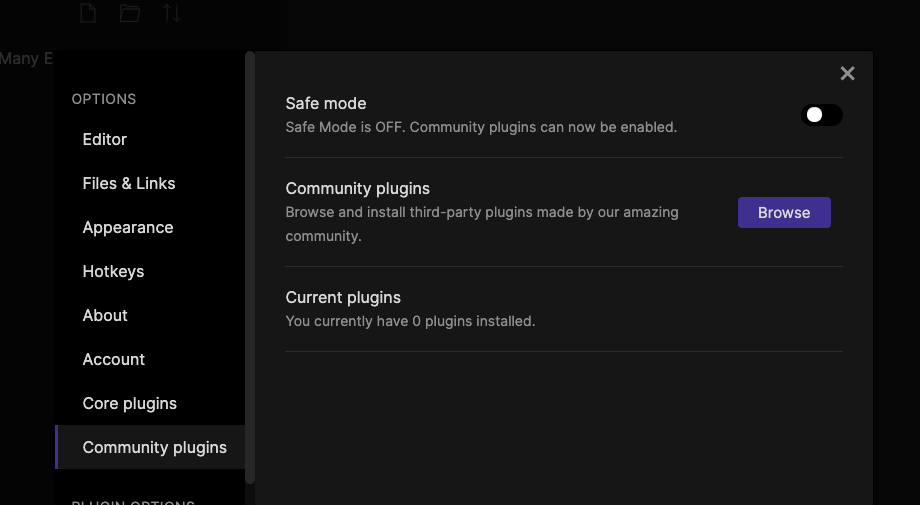 Many E
OPTIONS
Editor
Files & Links
Appearance
Hotkeys
About
Account
Core plugins
Community plugins
PLUGIN OPTIONS
Safe mode
Safe Mode is OFF. Community plugins can now be enabled.
Community plugins
Browse and install third-party plugins made by our amazing
community.
Browse
Current plugins
You currently have 0 plugins installed.